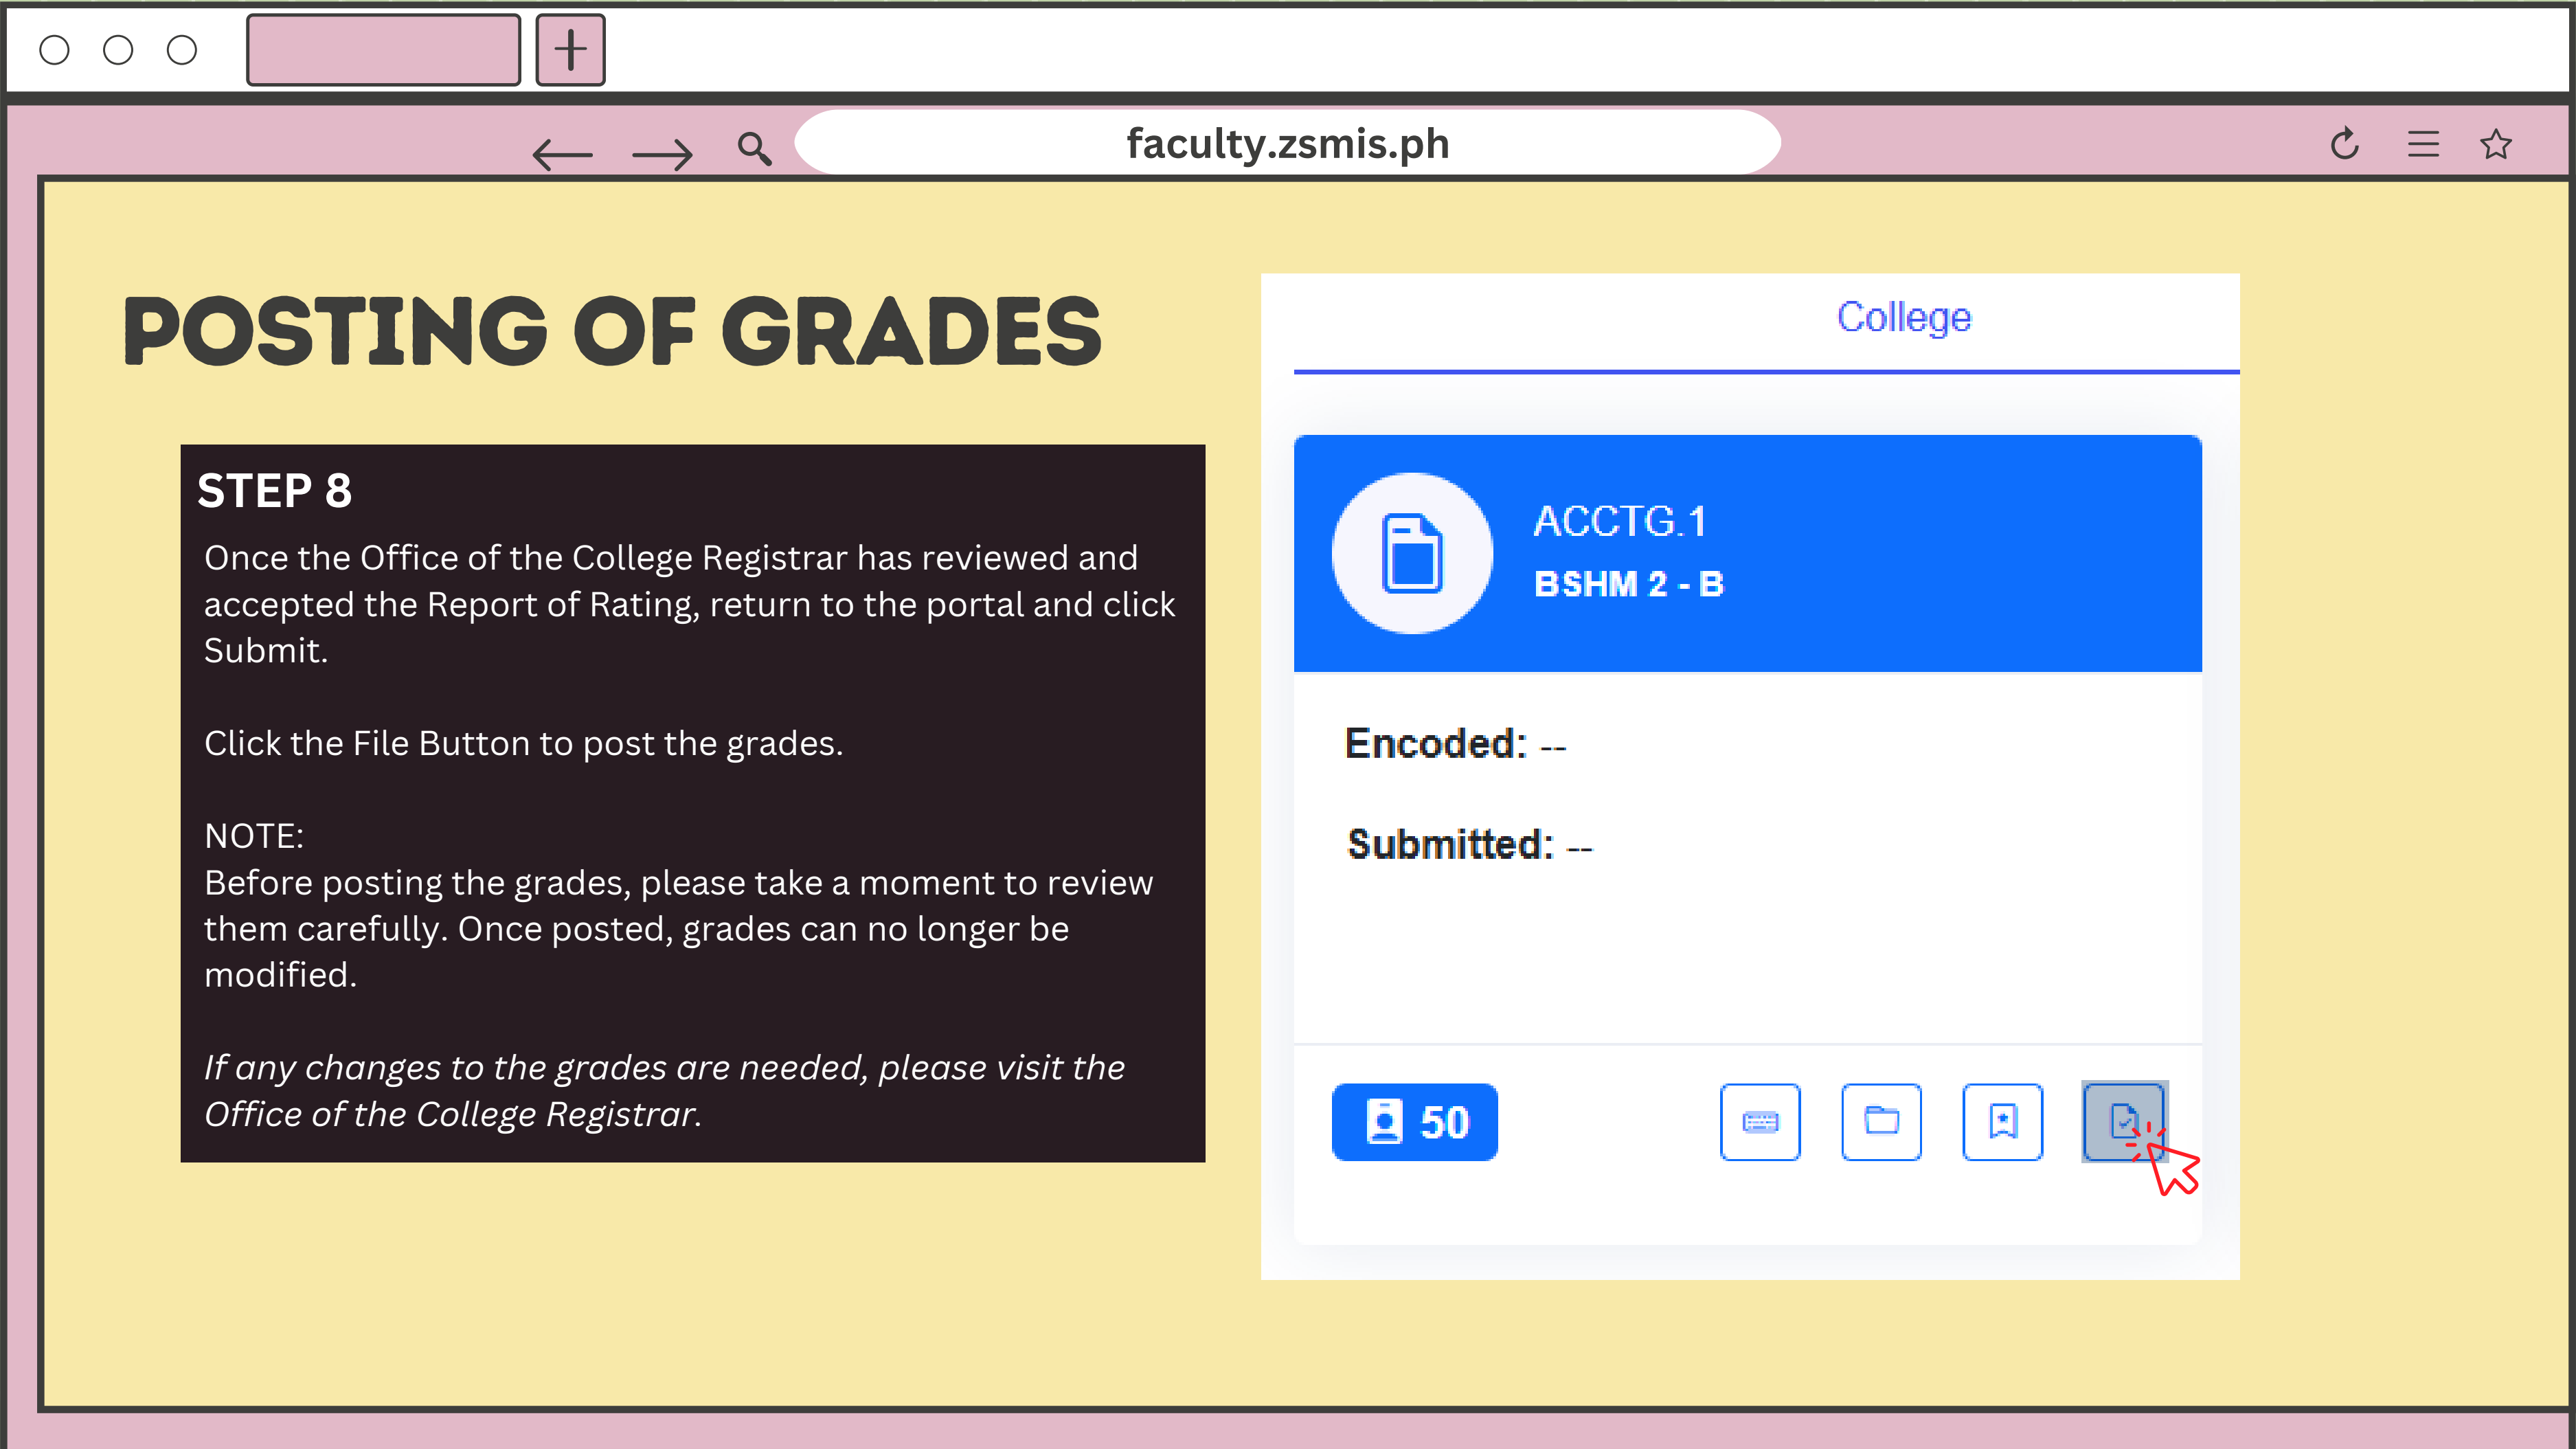 faculty.zsmis.ph
POSTING OF GRADES
STEP 8
Once the Office of the College Registrar has reviewed and
accepted the Report of Rating, return to the portal and click
Submit.
Click the File Button to post the grades.
NOTE:
Before posting the grades, please take a moment to review
them carefully. Once posted, grades can no longer be
modified.
If any changes to the grades are needed, please visit the
Office of the College Registrar.
College
ACCTG.1
BSHM 2 - B
Encoded: --
Submitted: --
50